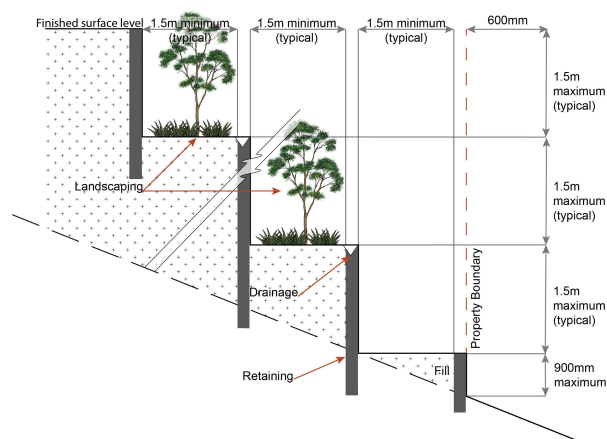 Finished surface level
1.5m minimum
(typical)
1.5m minimum
(typical)
1.5m minimum
(typical)
600mm
1.5m
maximum
(typical)
Landscaping
1.5m
maximum
(typical)
Drainage
1.5m
maximum
(typical)
Property Boundary
Retaining
Fill
900mm
maximum